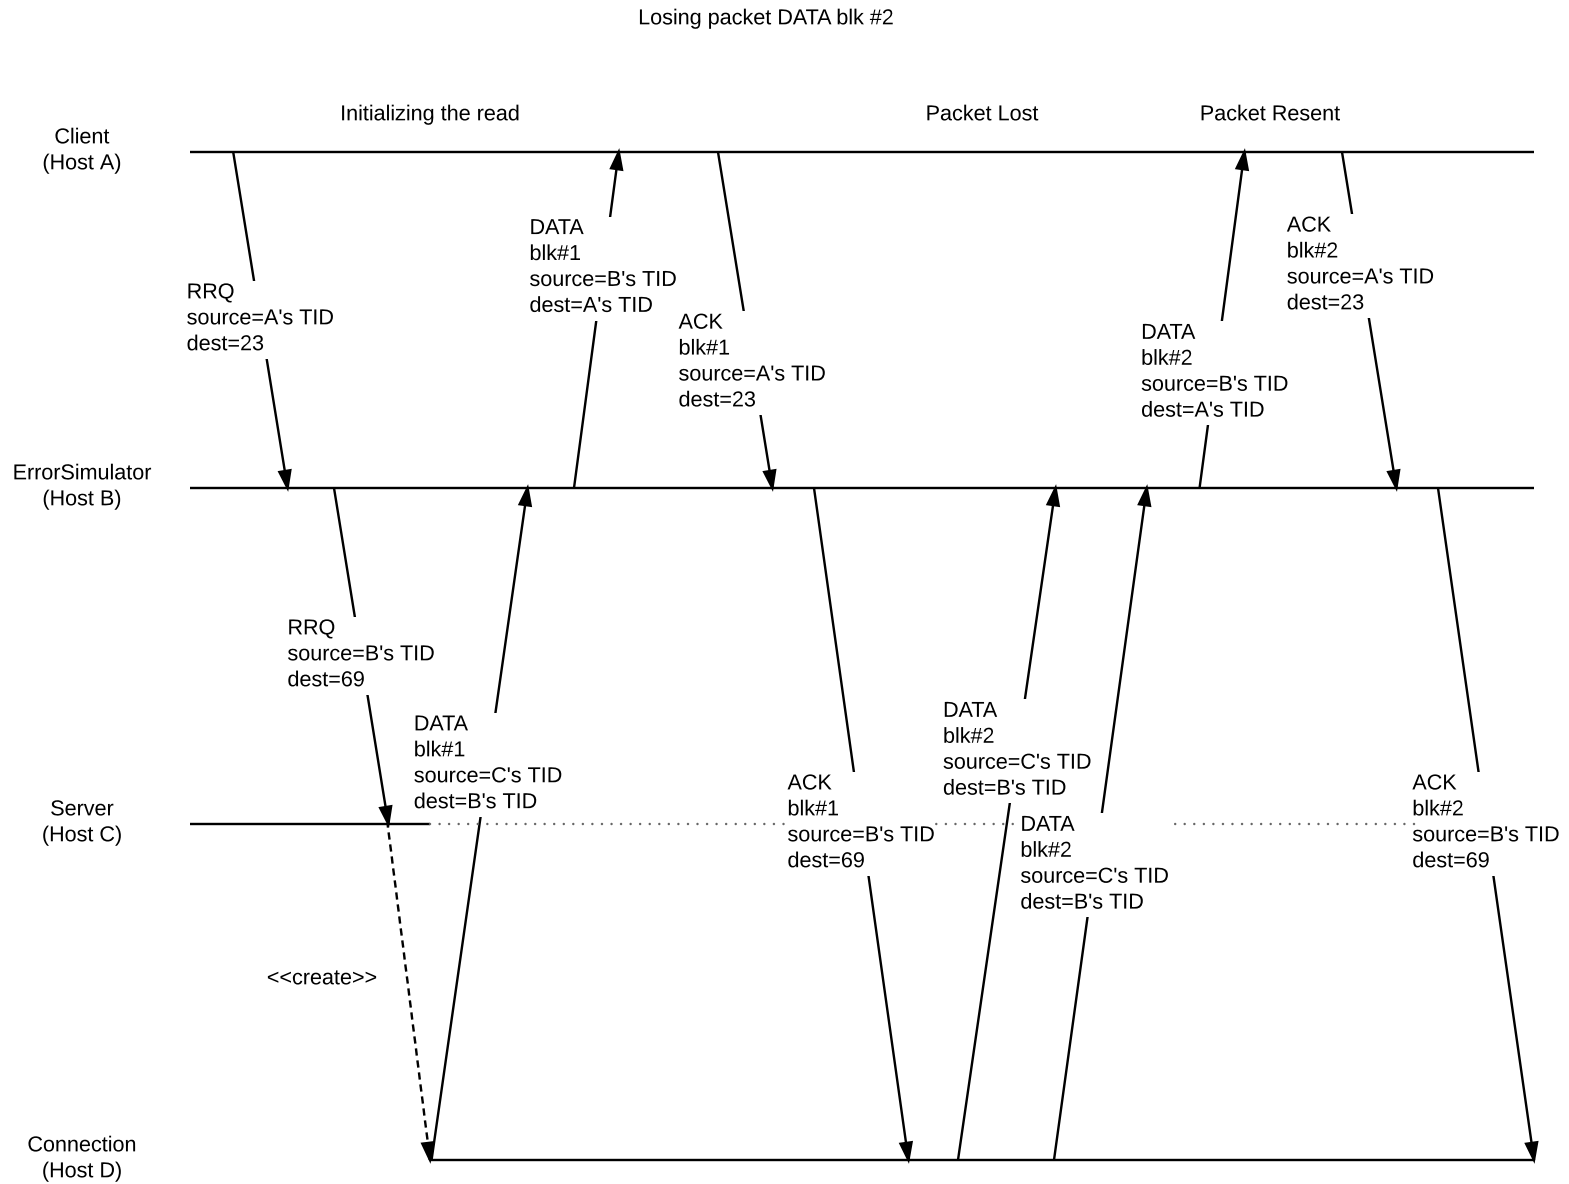 Losing packet DATA blk #2
Initializing the read
Packet Lost
Packet Resent
Client
(Host A)
RRQ
source=A's TID
dest=23
DATA
blk#1
source=B's TID
dest=A's TID
ACK
blk#1
source=A's TID
dest=23
DATA
blk#2
source=B's TID
dest=A's TID
ACK
blk#2
source=A's TID
dest=23
ErrorSimulator
(Host B)
RRQ
source=B's TID
dest=69
DATA
blk#1
source=C's TID
dest=B's TID
ACK
blk#1
source=B's TID
dest=69
DATA
blk#2
source=C's TID
dest=B's TID
DATA
blk#2
source=C's TID
dest=B's TID
ACK
blk#2
source=B's TID
dest=69
Server
(Host C)
<<create>>
Connection
(Host D)